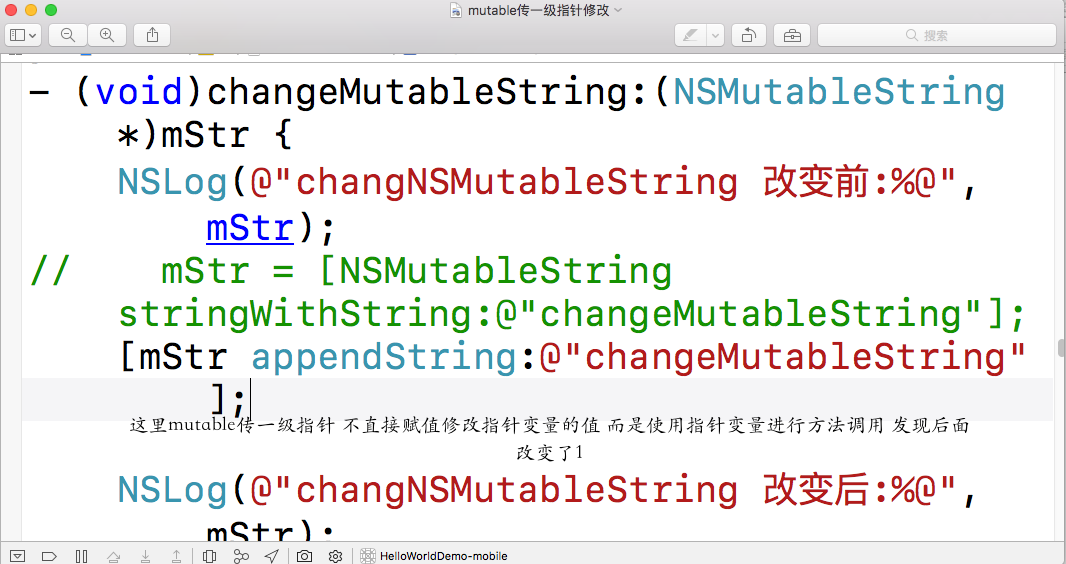 mutable传一级指针修改
搜索
- (void)changeMutableString:(NSMutableString
*)mStr {
NSLog(@"changNSMutableString 改变前:%@",
mStr);
// mStr = [NSMutableString
stringWithString:@"changeMutableString"];
[mStr appendString:@"changeMutableString"
];
这里mutable传一级指针 不直接赋值修改指针变量的值 而是使用指针变量进行方法调用 发现后面
改变了1
NSLog(@"changNSMutableString 改变后:%@",
mStr);
HelloWorldDemo-mobile